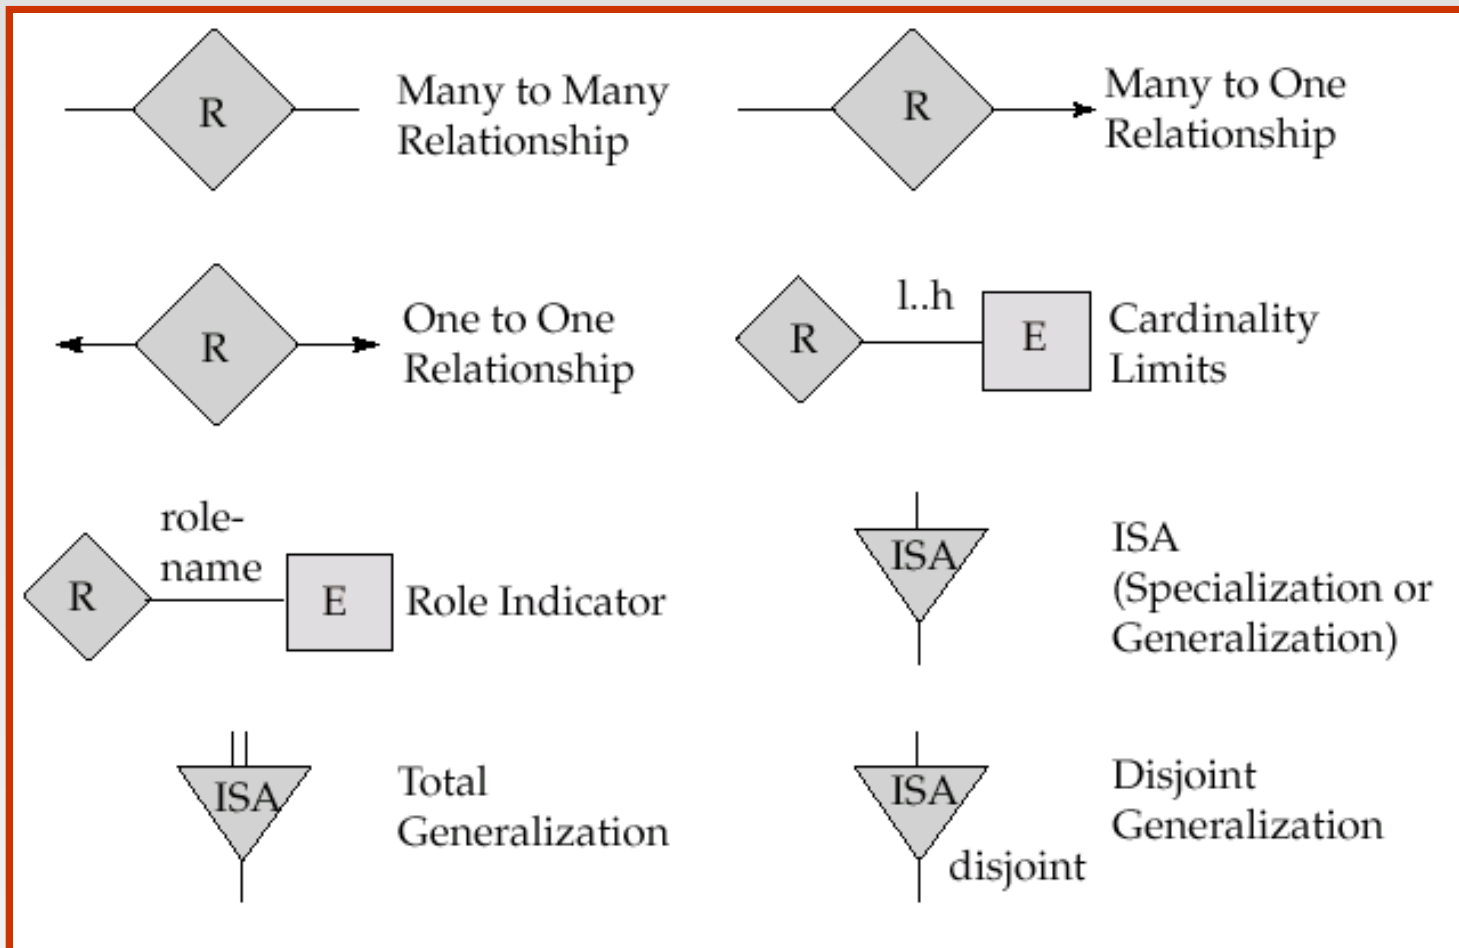 R
Many to Many
Relationship
R
Many to One
Relationship
R
One to One
Relationship
R
l..h
E
Cardinality
Limits
R
role-
name
E
Role Indicator
ISA
ISA
(Specialization or
Generalization)
ISA
Total
Generalization
ISA
disjoint
Disjoint
Generalization